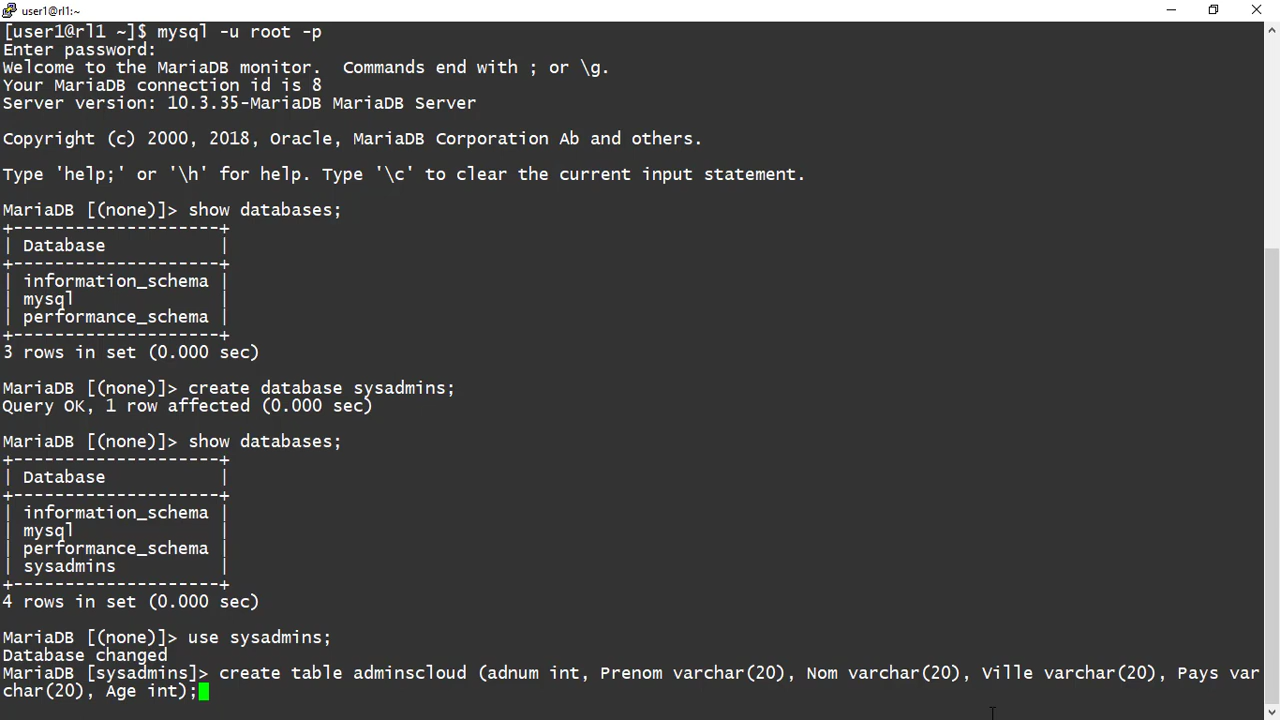 user1@rl1:~
[user1@rl1 ~]$ mysql -u root -p
Enter password:
Welcome to the MariaDB monitor.  Commands end with ; or \g.
Your MariaDB connection id is 8
Server version: 10.3.35-MariaDB MariaDB Server
Copyright (c) 2000, 2018, Oracle, MariaDB Corporation Ab and others.
Type 'help;' or '\h' for help. Type '\c' to clear the current input statement.
MariaDB [(none)]> show databases;
+--------------------+
| Database           |
+--------------------+
| information_schema |
| mysql              |
| performance_schema |
+--------------------+
3 rows in set (0.000 sec)
MariaDB [(none)]> create database sysadmins;
Query OK, 1 row affected (0.000 sec)
MariaDB [(none)]> show databases;
+--------------------+
| Database           |
+--------------------+
| information_schema |
| mysql              |
| performance_schema |
| sysadmins          |
+--------------------+
4 rows in set (0.000 sec)
MariaDB [(none)]> use sysadmins;
Database changed
MariaDB [sysadmins]> create table adminscloud (adnum int, Prenom varchar(20), Nom varchar(20), Ville varchar(20), Pays var
char(20), Age int);